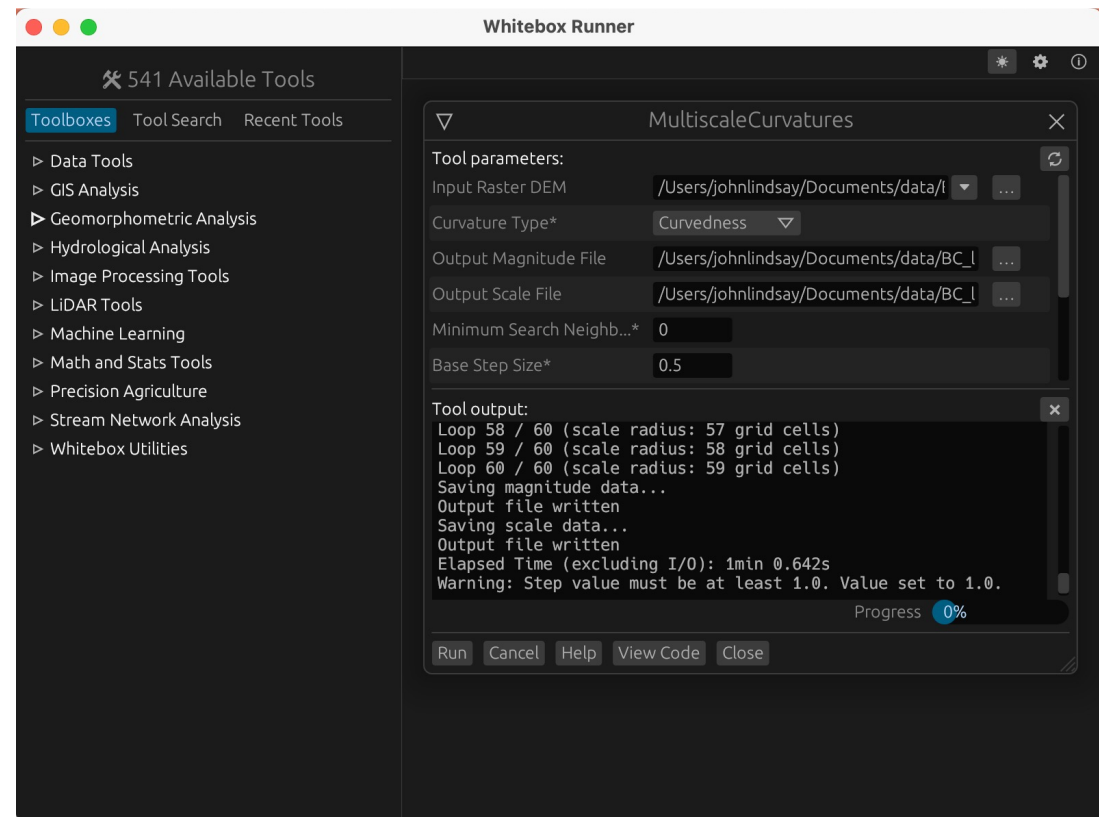 Whitebox Runner
541 Available Tools
Toolboxes Tool Search Recent Tools
Data Tools
GIS Analysis
Geomorphometric Analysis
Hydrological Analysis
Image Processing Tools
LiDAR Tools
Machine Learning
Math and Stats Tools
Precision Agriculture
Stream Network Analysis
Whitebox Utilities
MultiscaleCurvatures
Tool parameters:
Input Raster DEM /Users/johnlindsay/Documents/data/ ...
Curvature Type* Curvedness
Output Magnitude File /Users/johnlindsay/Documents/data/BC_l ...
Output Scale File /Users/johnlindsay/Documents/data/BC_l ...
Minimum Search Neighb...* 0
Base Step Size* 0.5
Tool output:
Loop 58 / 60 (scale radius: 57 grid cells)
Loop 59 / 60 (scale radius: 58 grid cells)
Loop 60 / 60 (scale radius: 59 grid cells)
Saving magnitude data...
Output file written
Saving scale data...
Output file written
Elapsed Time (excluding I/O): 1min 0.642s
Warning: Step value must be at least 1.0. Value set to 1.0.
Progress 0%
Run Cancel Help View Code Close